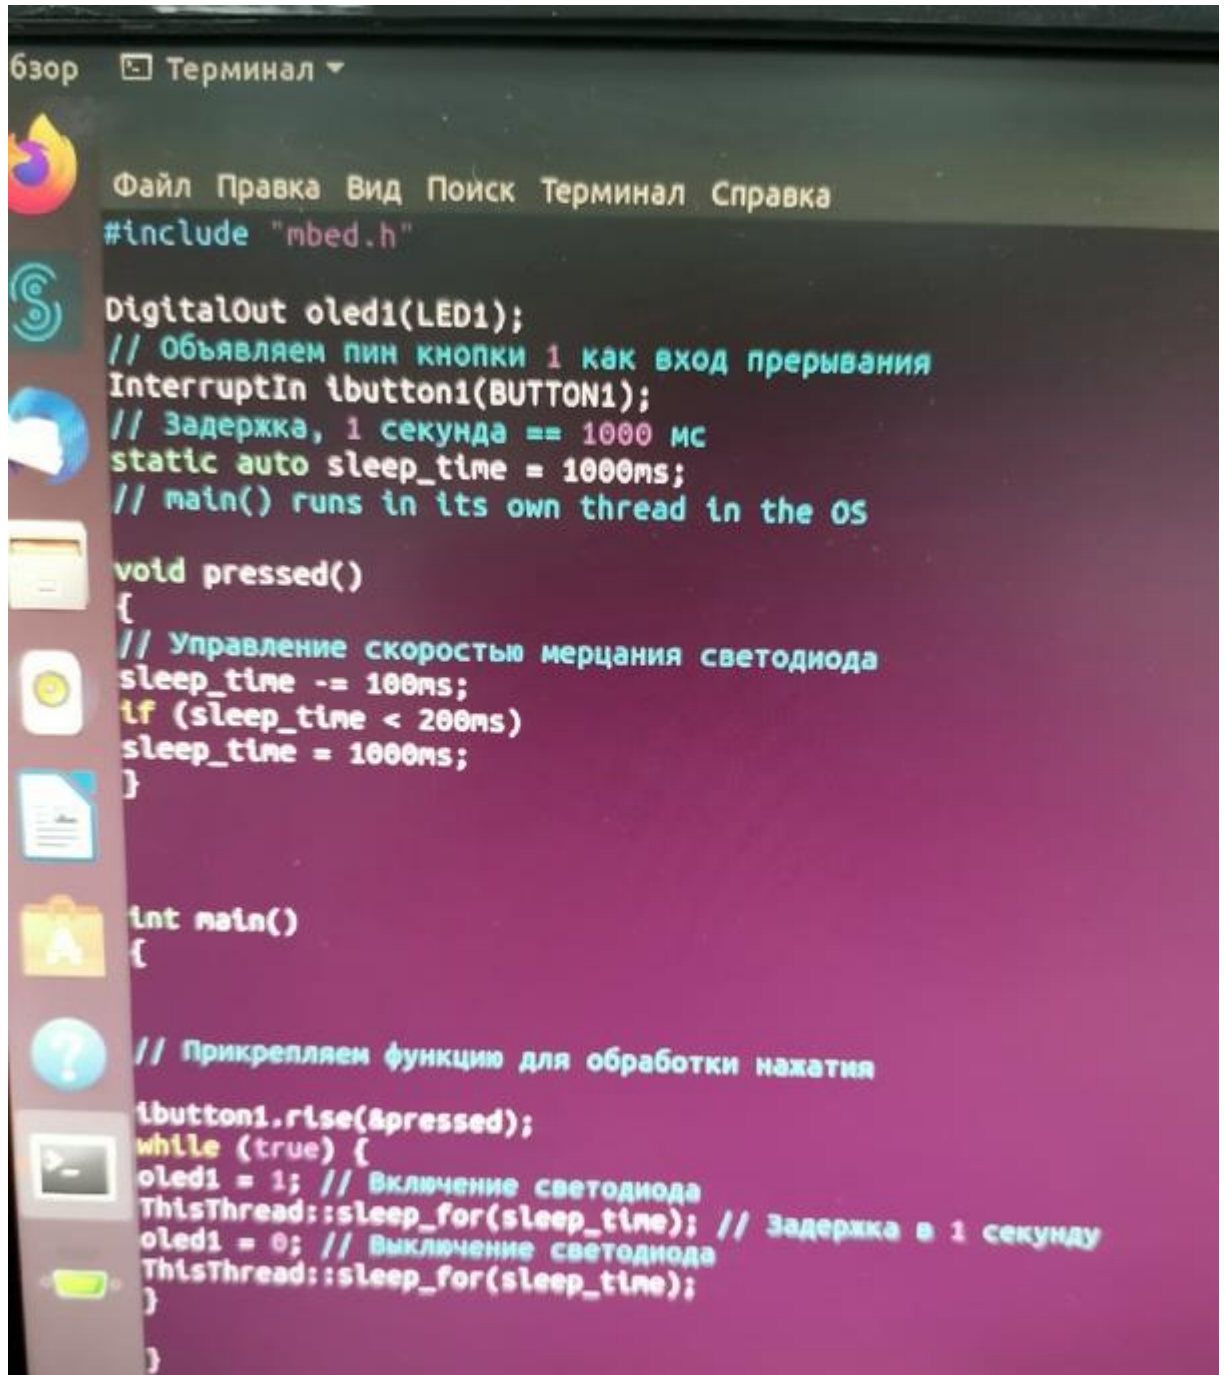 бзор Терминал
Файл Правка Вид Поиск Терминал Справка
#include "mbed.h"
DigitalOut oled1(LED1);
// Объявляем пин кнопки 1 как вход прерывания
InterruptIn ibutton1(BUTTON1);
// Задержка, 1 секунда == 1000 мс
static auto sleep_time = 1000ms;
// main() runs in its own thread in the OS
void pressed()
{
// Управление скоростью мерцания светодиода
sleep_time -= 100ms;
if (sleep_time < 200ms)
sleep_time = 1000ms;
}
int main()
{
// Прикрепляем функцию для обработки нажатия
ibutton1.rise(&pressed);
while (true) {
oled1 = 1; // Включение светодиода
ThisThread::sleep_for(sleep_time); // Задержка в 1 секунду
oled1 = 0; // Выключение светодиода
ThisThread::sleep_for(sleep_time);
}
}